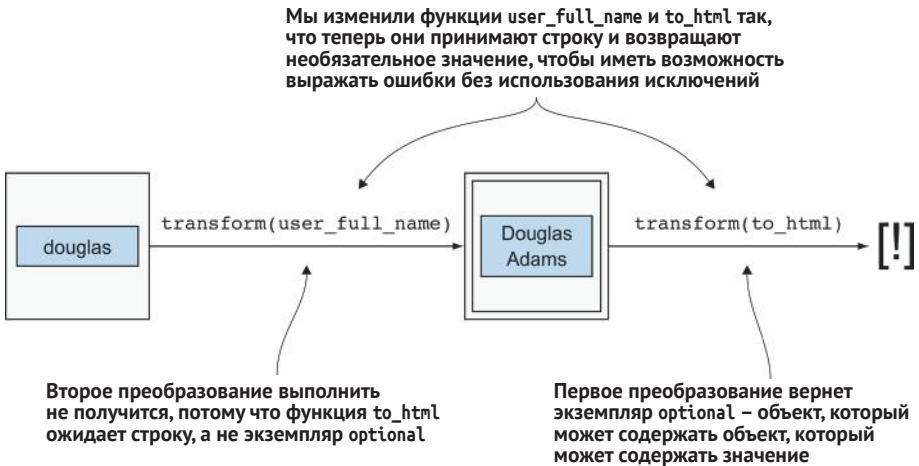 Мы изменили функции user_full_name и to_html так,
что теперь они принимают строку и возвращают
необязательное значение, чтобы иметь возможность
выражать ошибки без использования исключений
douglas
transform(user_full_name)
Douglas
Adams
transform(to_html)
[!]
Второе преобразование выполнить
не получится, потому что функция to_html
ожидает строку, а не экземпляр optional
Первое преобразование вернет
экземпляр optional – объект, который
может содержать объект, который
может содержать значение